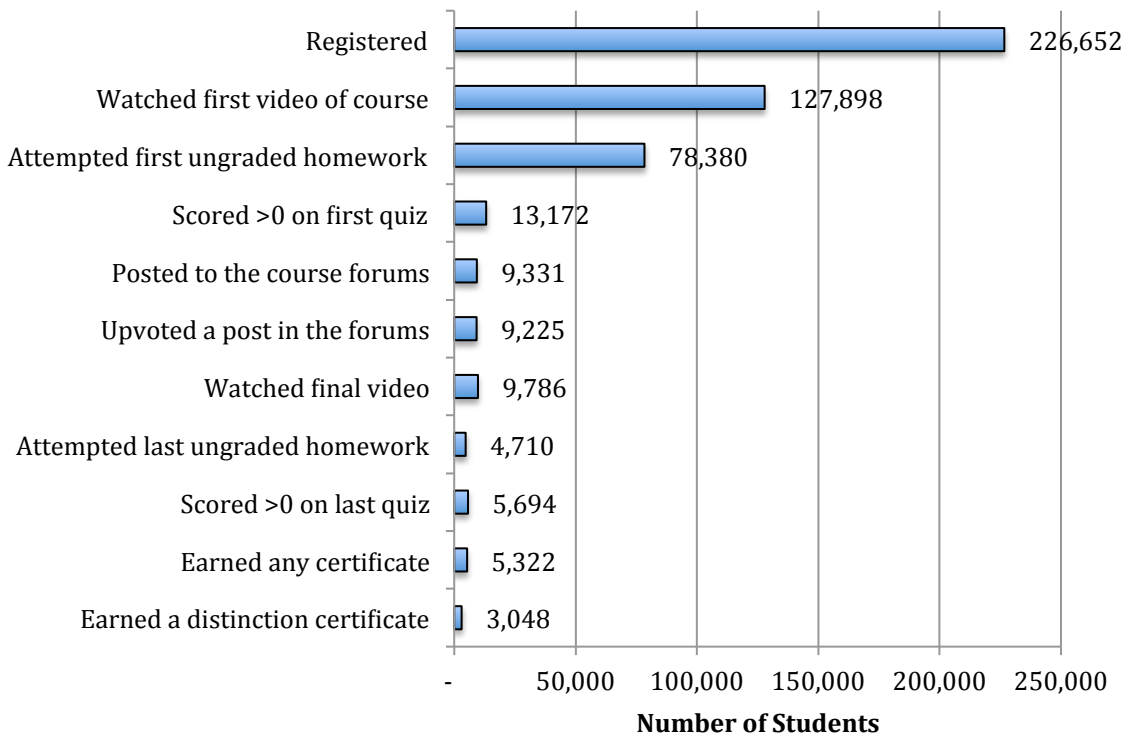 Registered 226,652
Watched first video of course 127,898
Attempted first ungraded homework 78,380
Scored >0 on first quiz 13,172
Posted to the course forums 9,331
Upvoted a post in the forums 9,225
Watched final video 9,786
Attempted last ungraded homework 4,710
Scored >0 on last quiz 5,694
Earned any certificate 5,322
Earned a distinction certificate 3,048
- 50,000 100,000 150,000 200,000 250,000
Number of Students